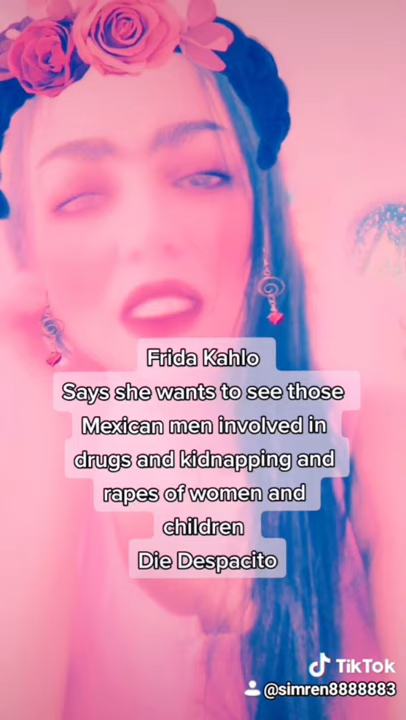 Frida Kahlo
Says she wants to see those
Mexican men involved in
drugs and kidnapping and
rapes of women and
children
Die Despacito
TikTok
@simren8888883